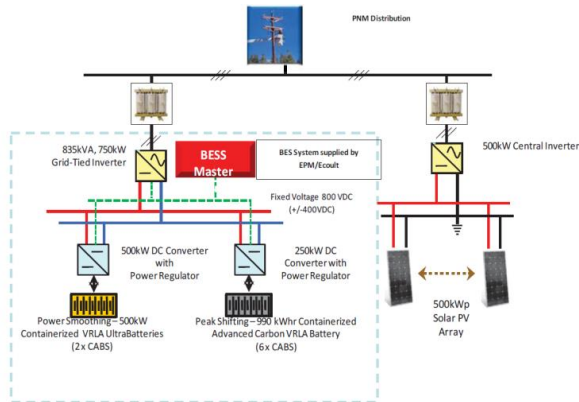 PNM Distribution
835kVA, 750kW
Grid-Tied Inverter
BESS
Master
BES System supplied by
EPM/Ecoult
500kW Central Inverter
Fixed Voltage 800 VDC
(+/-400VDC)
500kW DC Converter
with
Power Regulator
250kW DC
Converter with
Power Regulator
500kWp
Solar PV
Array
Power Smoothing – 500kW
Containerized VRLA UltraBatteries
(2 x CABS)
Peak Shifting – 990 kWhr Containerized
Advanced Carbon VRLA Battery
(6 x CABS)